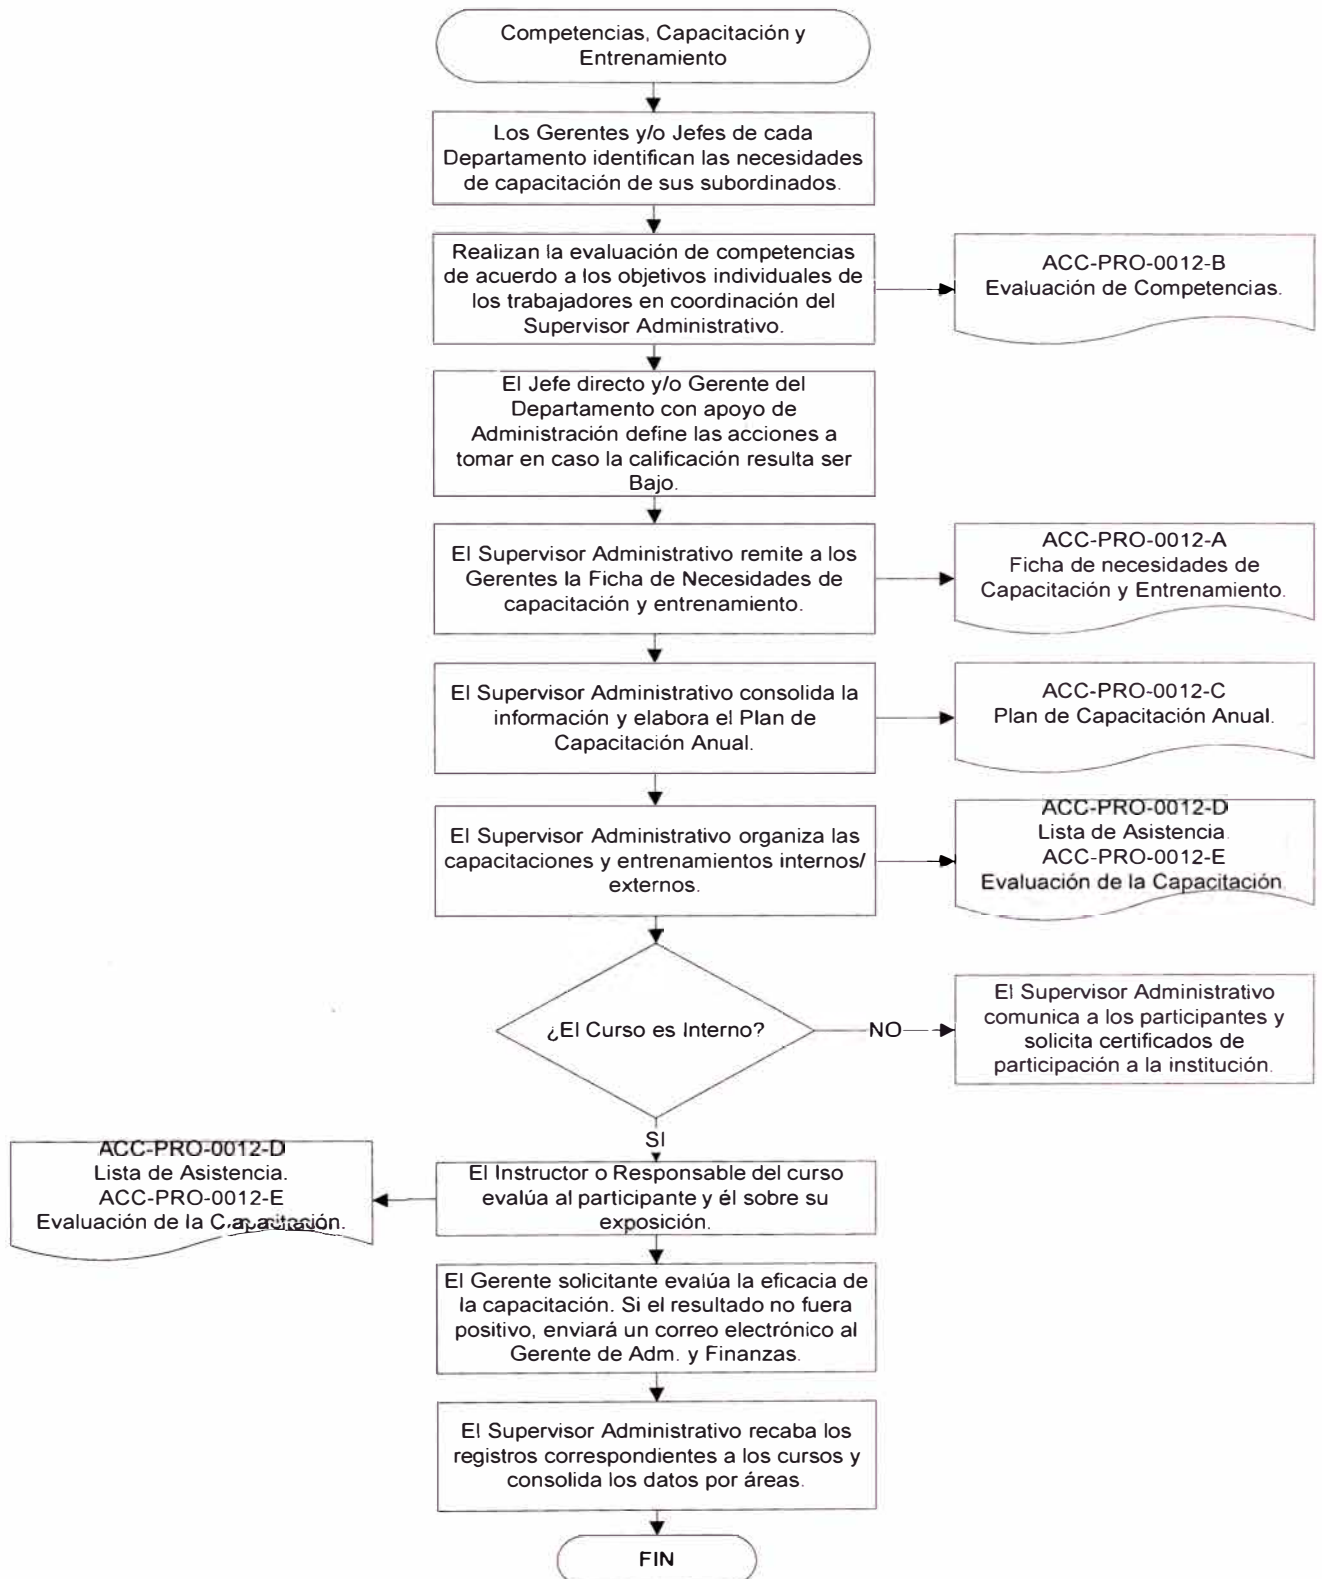 Competencias, Capacitación y
Entrenamiento
Los Gerentes y/o Jefes de cada
Departamento identifican las necesidades
de capacitación de sus subordinados.
Realizan la evaluación de competencias
de acuerdo a los objetivos individuales de
los trabajadores en coordinación del
Supervisor Administrativo.
ACC-PRO-0012-B
Evaluación de Competencias.
El Jefe directo y/o Gerente del
Departamento con apoyo de
Administración define las acciones a
tomar en caso la calificación resulta ser
Bajo.
El Supervisor Administrativo remite a los
Gerentes la Ficha de Necesidades de
capacitación y entrenamiento.
ACC-PRO-0012-A
Ficha de necesidades de
Capacitación y Entrenamiento.
El Supervisor Administrativo consolida la
información y elabora el Plan de
Capacitación Anual.
ACC-PRO-0012-C
Plan de Capacitación Anual.
El Supervisor Administrativo organiza las
capacitaciones y entrenamientos internos/
externos.
ACC-PRO-0012-D
Lista de Asistencia.
ACC-PRO-0012-E
Evaluación de la Capacitación.
¿El Curso es Interno?
NO
El Supervisor Administrativo
comunica a los participantes y
solicita certificados de
participación a la institución.
SI
El Instructor o Responsable del curso
evalúa al participante y él sobre su
exposición.
ACC-PRO-0012-D
Lista de Asistencia.
ACC-PRO-0012-E
Evaluación de la Capacitación.
El Gerente solicitante evalúa la eficacia de
la capacitación. Si el resultado no fuera
positivo, enviará un correo electrónico al
Gerente de Adm. y Finanzas.
El Supervisor Administrativo recaba los
registros correspondientes a los cursos y
consolida los datos por áreas.
FIN